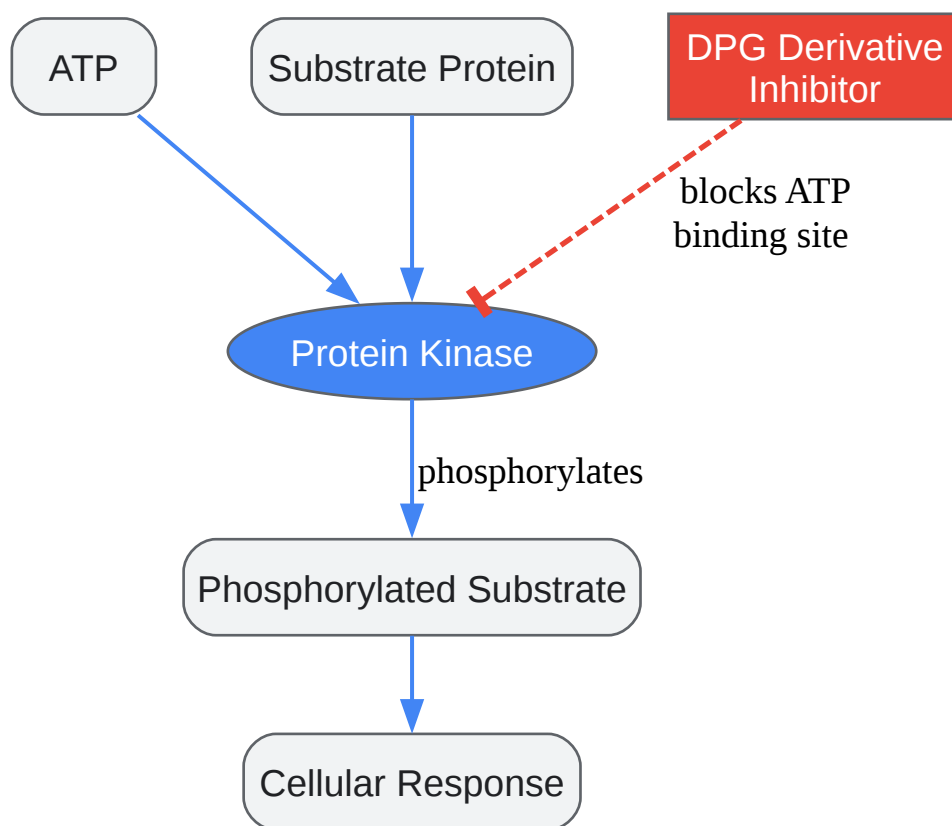 ATP
Substrate Protein
DPG Derivative
Inhibitor
blocks ATP
binding site
Protein Kinase
phosphorylates
Phosphorylated Substrate
Cellular Response